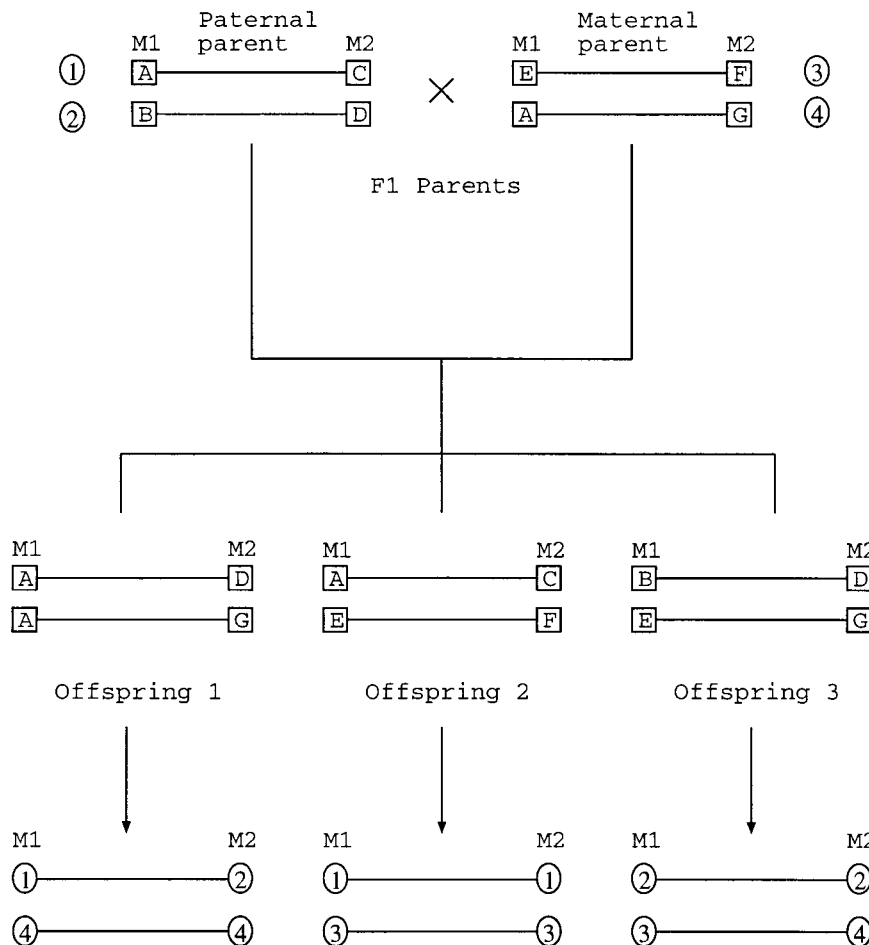 Paternal parent
Maternal parent
M1 M2 M1 M2
① A C E F ③
② B D A G ④
×
F1 Parents
M1 M2 M1 M2 M1 M2
A D A C B D
A G E F E G
Offspring 1 Offspring 2 Offspring 3
M1 M2 M1 M2 M1 M2
① ② ① ① ② ②
④ ④ ③ ③ ③ ④